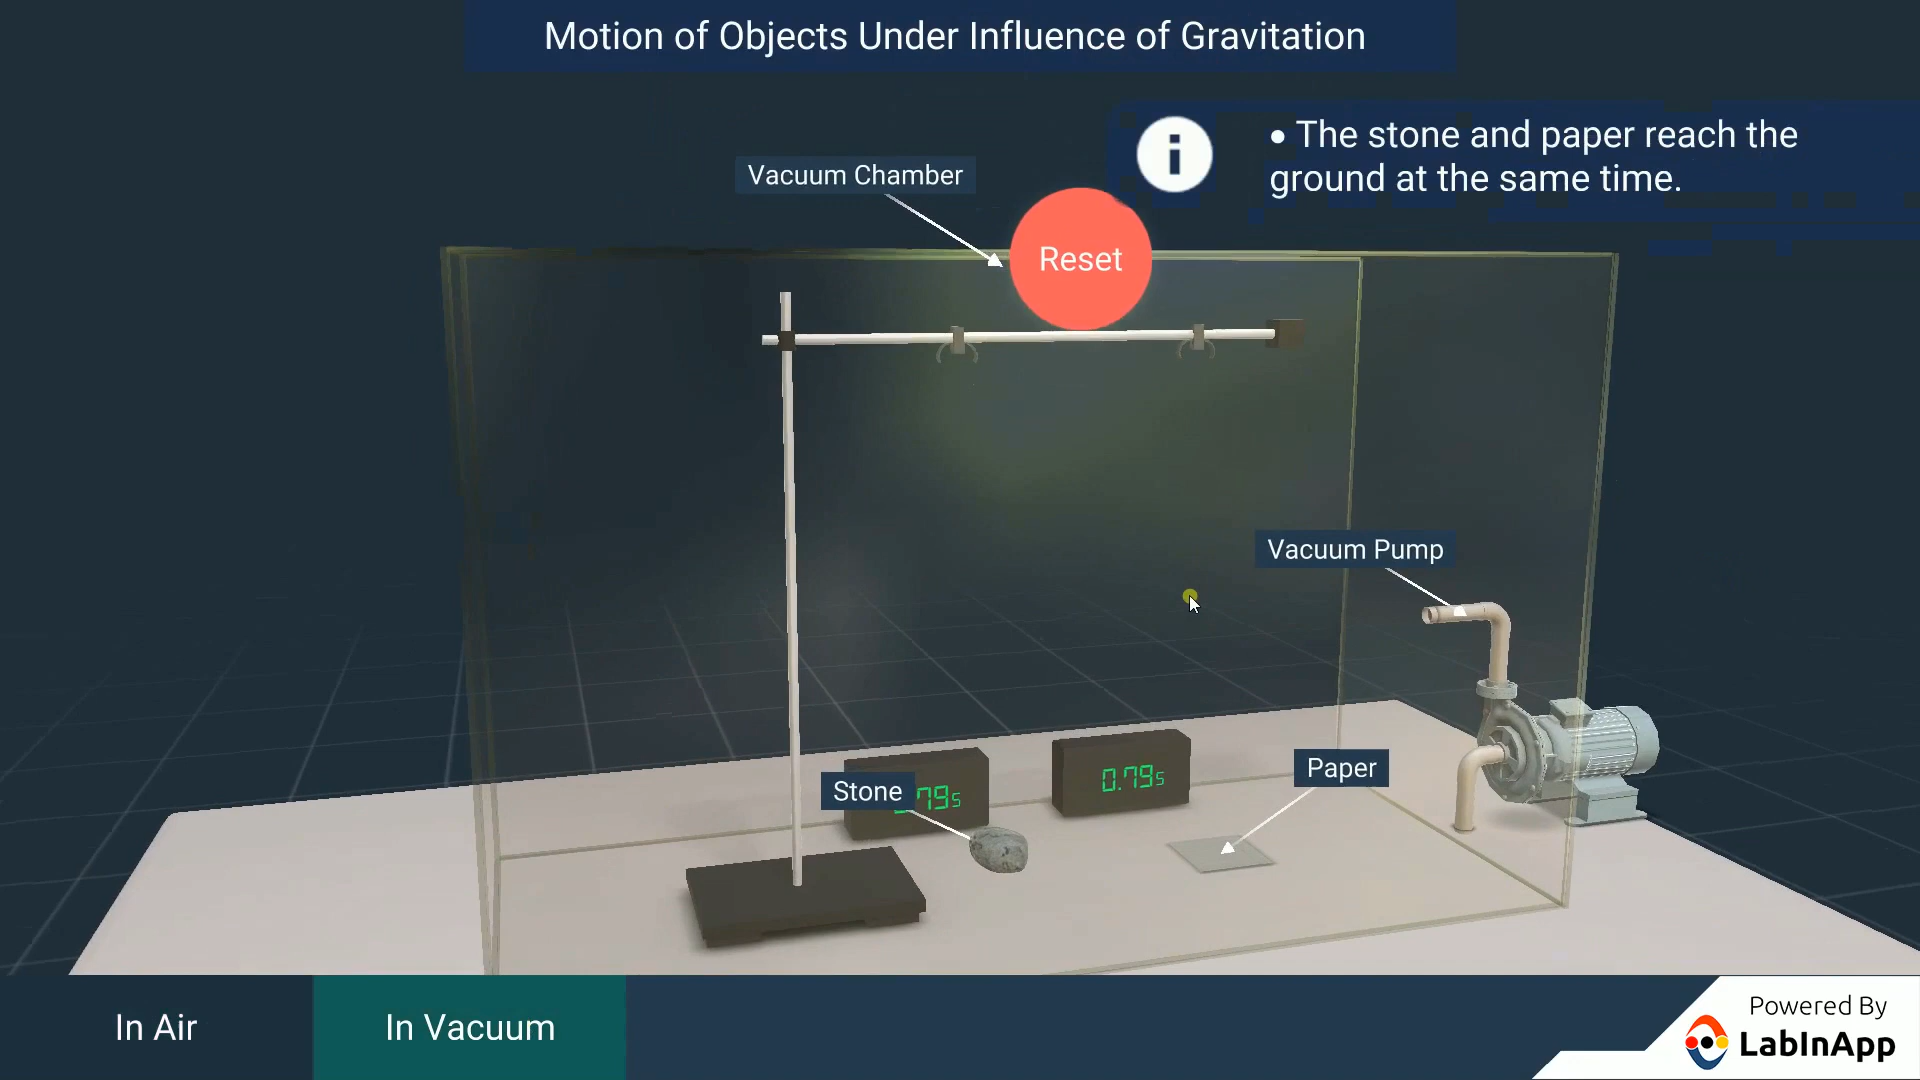 Motion of Objects Under Influence of Gravitation
• The stone and paper reach the
ground at the same time.
Vacuum Chamber
Reset
Vacuum Pump
Paper
0.79s
Stone
79s
In Air
In Vacuum
Powered By
LabInApp